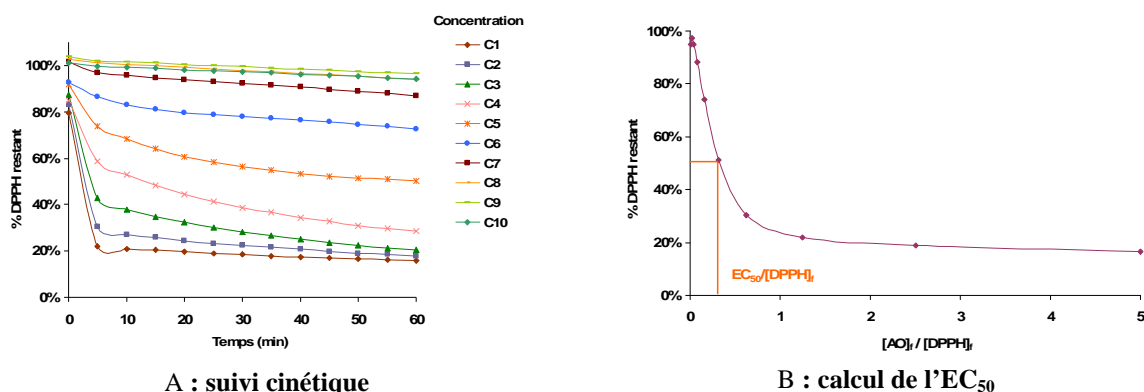 Concentration
C1
C2
C3
C4
C5
C6
C7
C8
C9
C10
%DPPH restant
100%
80%
60%
40%
20%
0%
0 10 20 30 40 50 60
Temps (min)
A : suivi cinétique
%DPPH restant
100%
80%
60%
40%
20%
0%
EC50/[DPPH]f
0 1 2 3 4 5
[AO]f / [DPPH]f
B : calcul de l'EC50